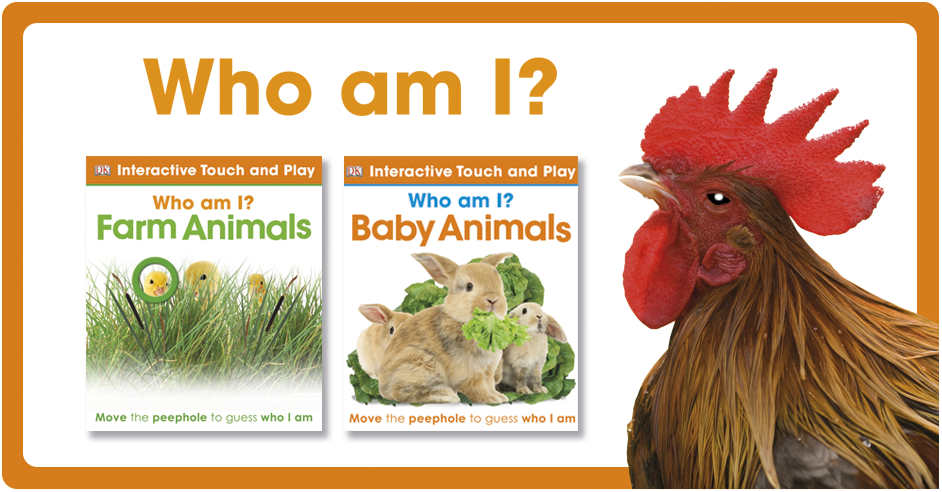 Who am I?
DK Interactive Touch and Play
Who am I?
Farm Animals
Move the peephole to guess who I am
DK Interactive Touch and Play
Who am I?
Baby Animals
Move the peephole to guess who I am